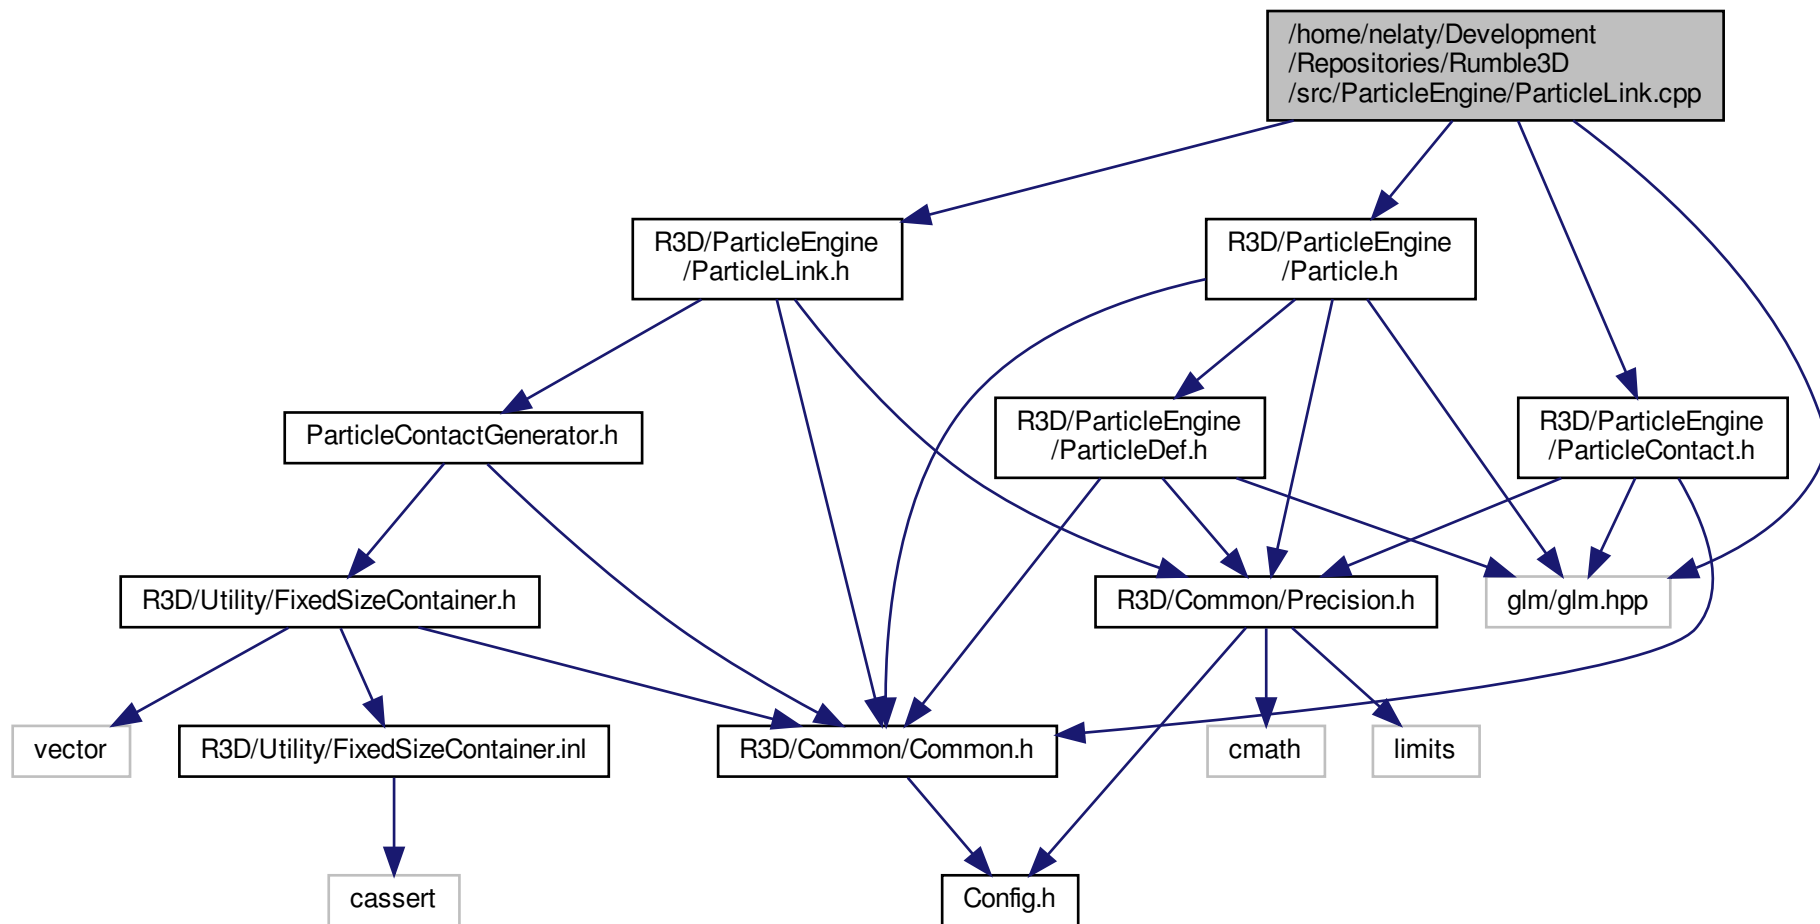 /home/nelaty/Development
/Repositories/Rumble3D
/src/ParticleEngine/ParticleLink.cpp
R3D/ParticleEngine
/ParticleLink.h
R3D/ParticleEngine
/Particle.h
ParticleContactGenerator.h
R3D/ParticleEngine
/ParticleDef.h
R3D/ParticleEngine
/ParticleContact.h
R3D/Utility/FixedSizeContainer.h
R3D/Common/Precision.h
glm/glm.hpp
vector
R3D/Utility/FixedSizeContainer.inl
R3D/Common/Common.h
cmath
limits
cassert
Config.h